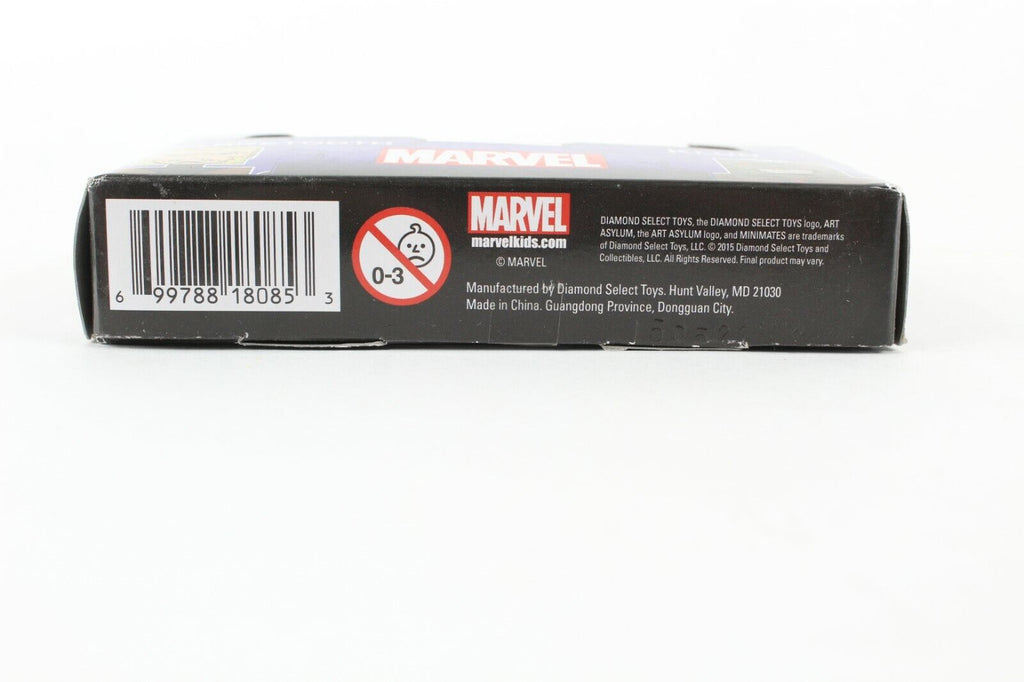 MARVEL
6 99788 18085 3
0-3
MARVEL
marvelkids.com
© MARVEL
DIAMOND SELECT TOYS, the DIAMOND SELECT TOYS logo, ART
ASYLUM, the ART ASYLUM logo, and MINIMATES are trademarks
of Diamond Select Toys, LLC. © 2015 Diamond Select Toys and
Collectibles, LLC. All Rights Reserved. Final product may vary.
Manufactured by Diamond Select Toys. Hunt Valley, MD 21030
Made in China. Guangdong Province, Dongguan City.